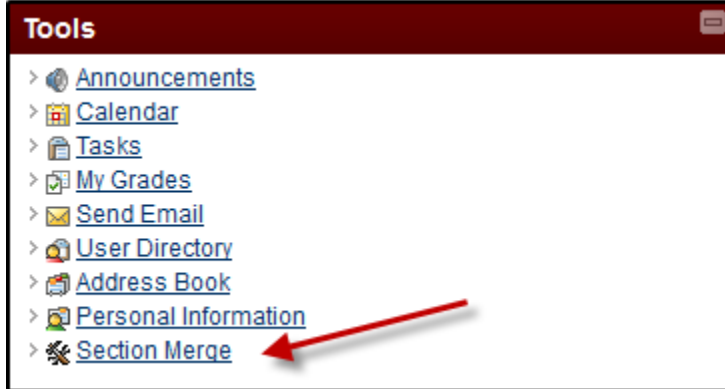 Tools
Announcements
Calendar
Tasks
My Grades
Send Email
User Directory
Address Book
Personal Information
Section Merge